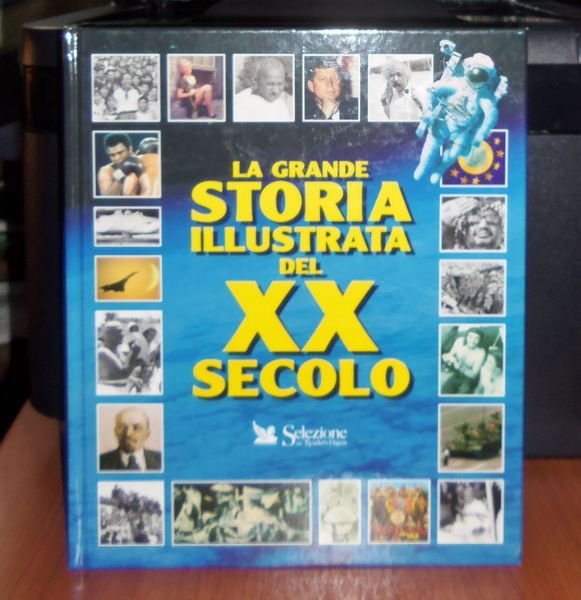 LA GRANDE
STORIA
ILLUSTRATA
DEL
XX
SECOLO
Selezione
dal Reader's Digest